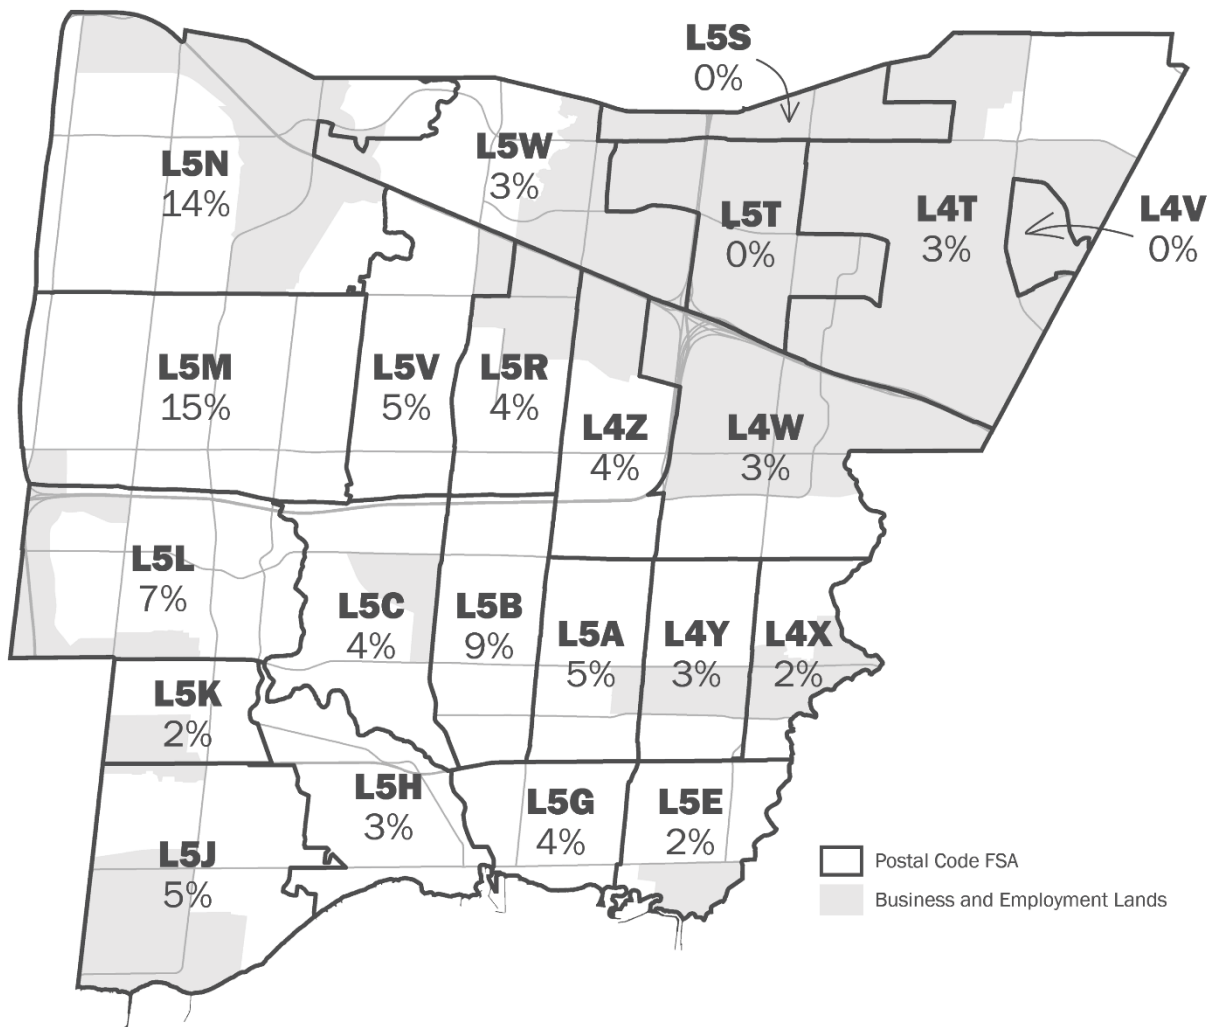 L5S
0%
L5W
3%
L5N
14%
L5T
0%
L4T
3%
L4V
0%
L5M
15%
L5V
5%
L5R
4%
L4Z
4%
L4W
3%
L5L
7%
L5C
4%
L5B
9%
L5A
5%
L4Y
3%
L4X
2%
L5K
2%
L5H
3%
L5G
4%
L5E
2%
L5J
5%
Postal Code FSA
Business and Employment Lands